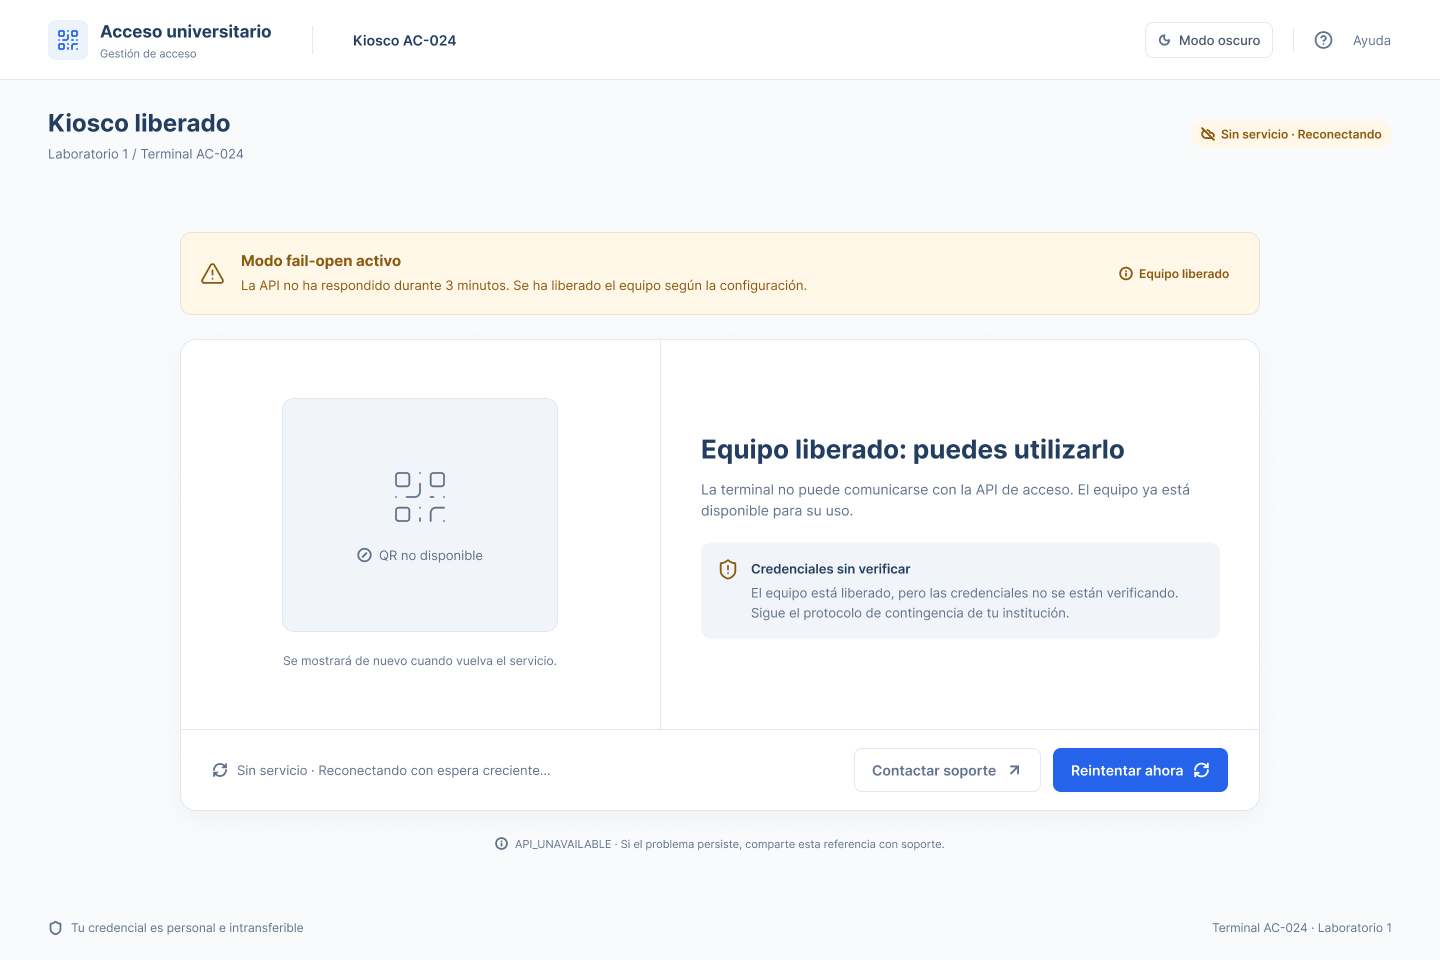 Acceso universitario
Gestión de acceso
Kiosco AC-024
Modo oscuro
Ayuda
Kiosco liberado
Laboratorio 1 / Terminal AC-024
Sin servicio · Reconectando
Modo fail-open activo
La API no ha respondido durante 3 minutos. Se ha liberado el equipo según la configuración.
Equipo liberado
QR no disponible
Se mostrará de nuevo cuando vuelva el servicio.
Equipo liberado: puedes utilizarlo
La terminal no puede comunicarse con la API de acceso. El equipo ya está
disponible para su uso.
Credenciales sin verificar
El equipo está liberado, pero las credenciales no se están verificando.
Sigue el protocolo de contingencia de tu institución.
Sin servicio · Reconectando con espera creciente...
Contactar soporte
Reintentar ahora
API_UNAVAILABLE · Si el problema persiste, comparte esta referencia con soporte.
Tu credencial es personal e intransferible
Terminal AC-024 · Laboratorio 1